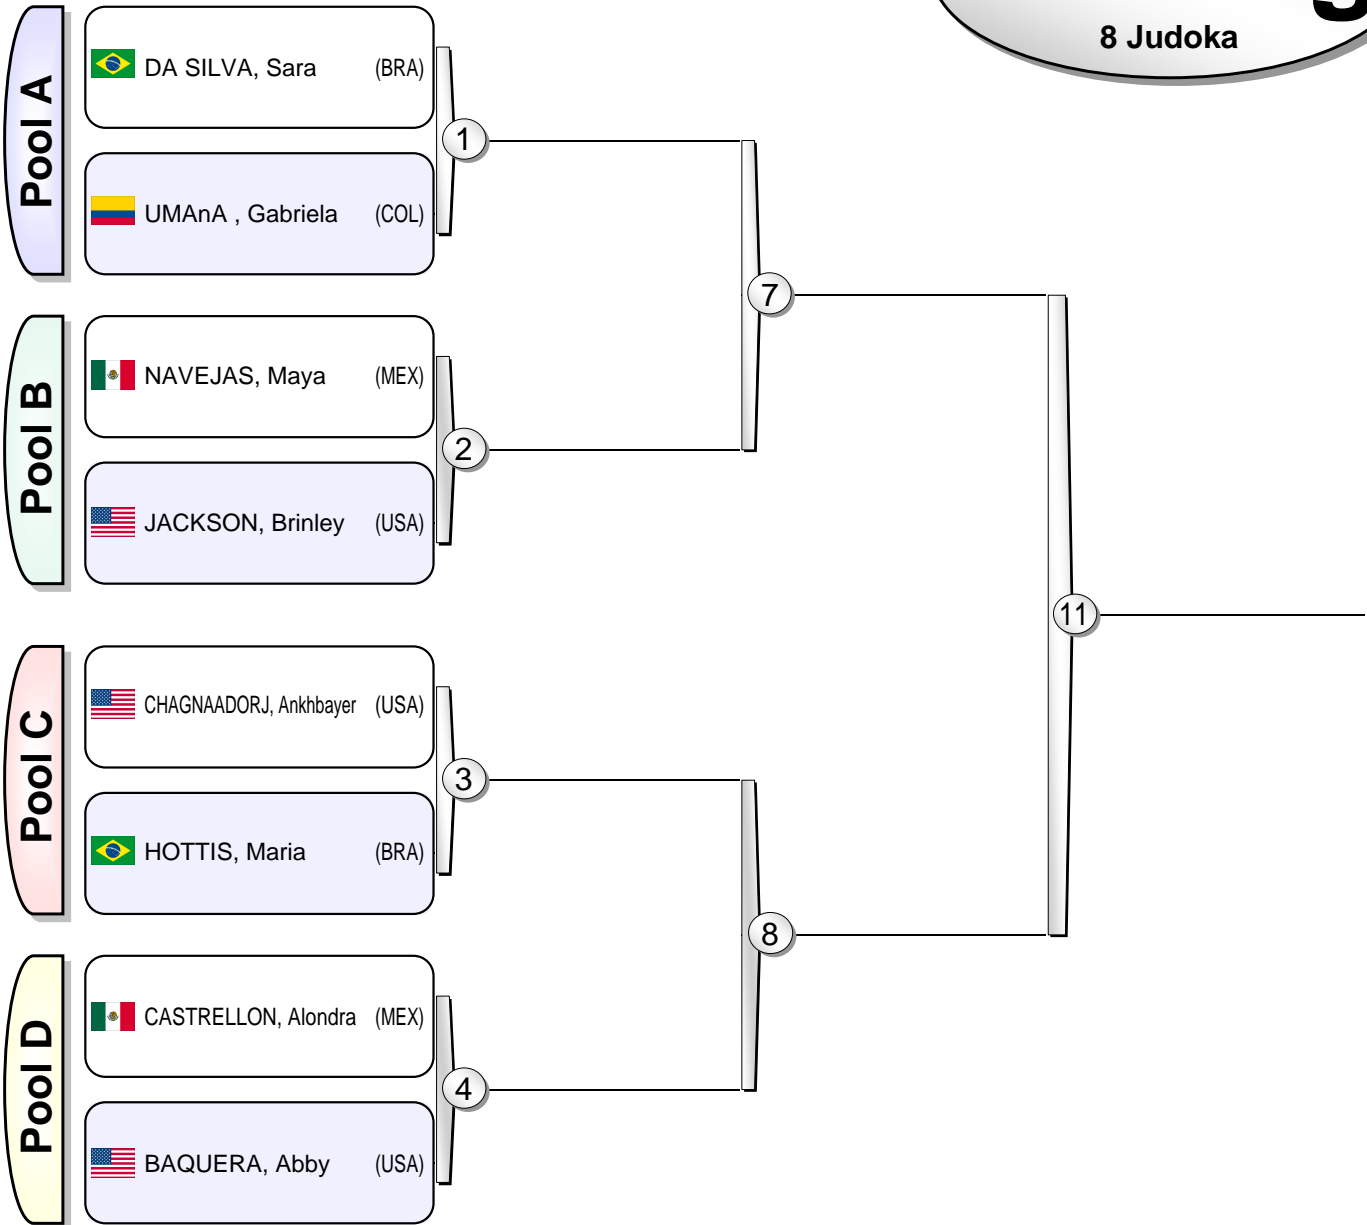 8 Judoka
Pool A
DA SILVA, Sara (BRA)
UMAnA , Gabriela (COL)
1
Pool B
NAVEJAS, Maya (MEX)
JACKSON, Brinley (USA)
2
7
Pool C
CHAGNAADORJ, Ankhbayer (USA)
HOTTIS, Maria (BRA)
3
Pool D
CASTRELLON, Alondra (MEX)
BAQUERA, Abby (USA)
4
8
11